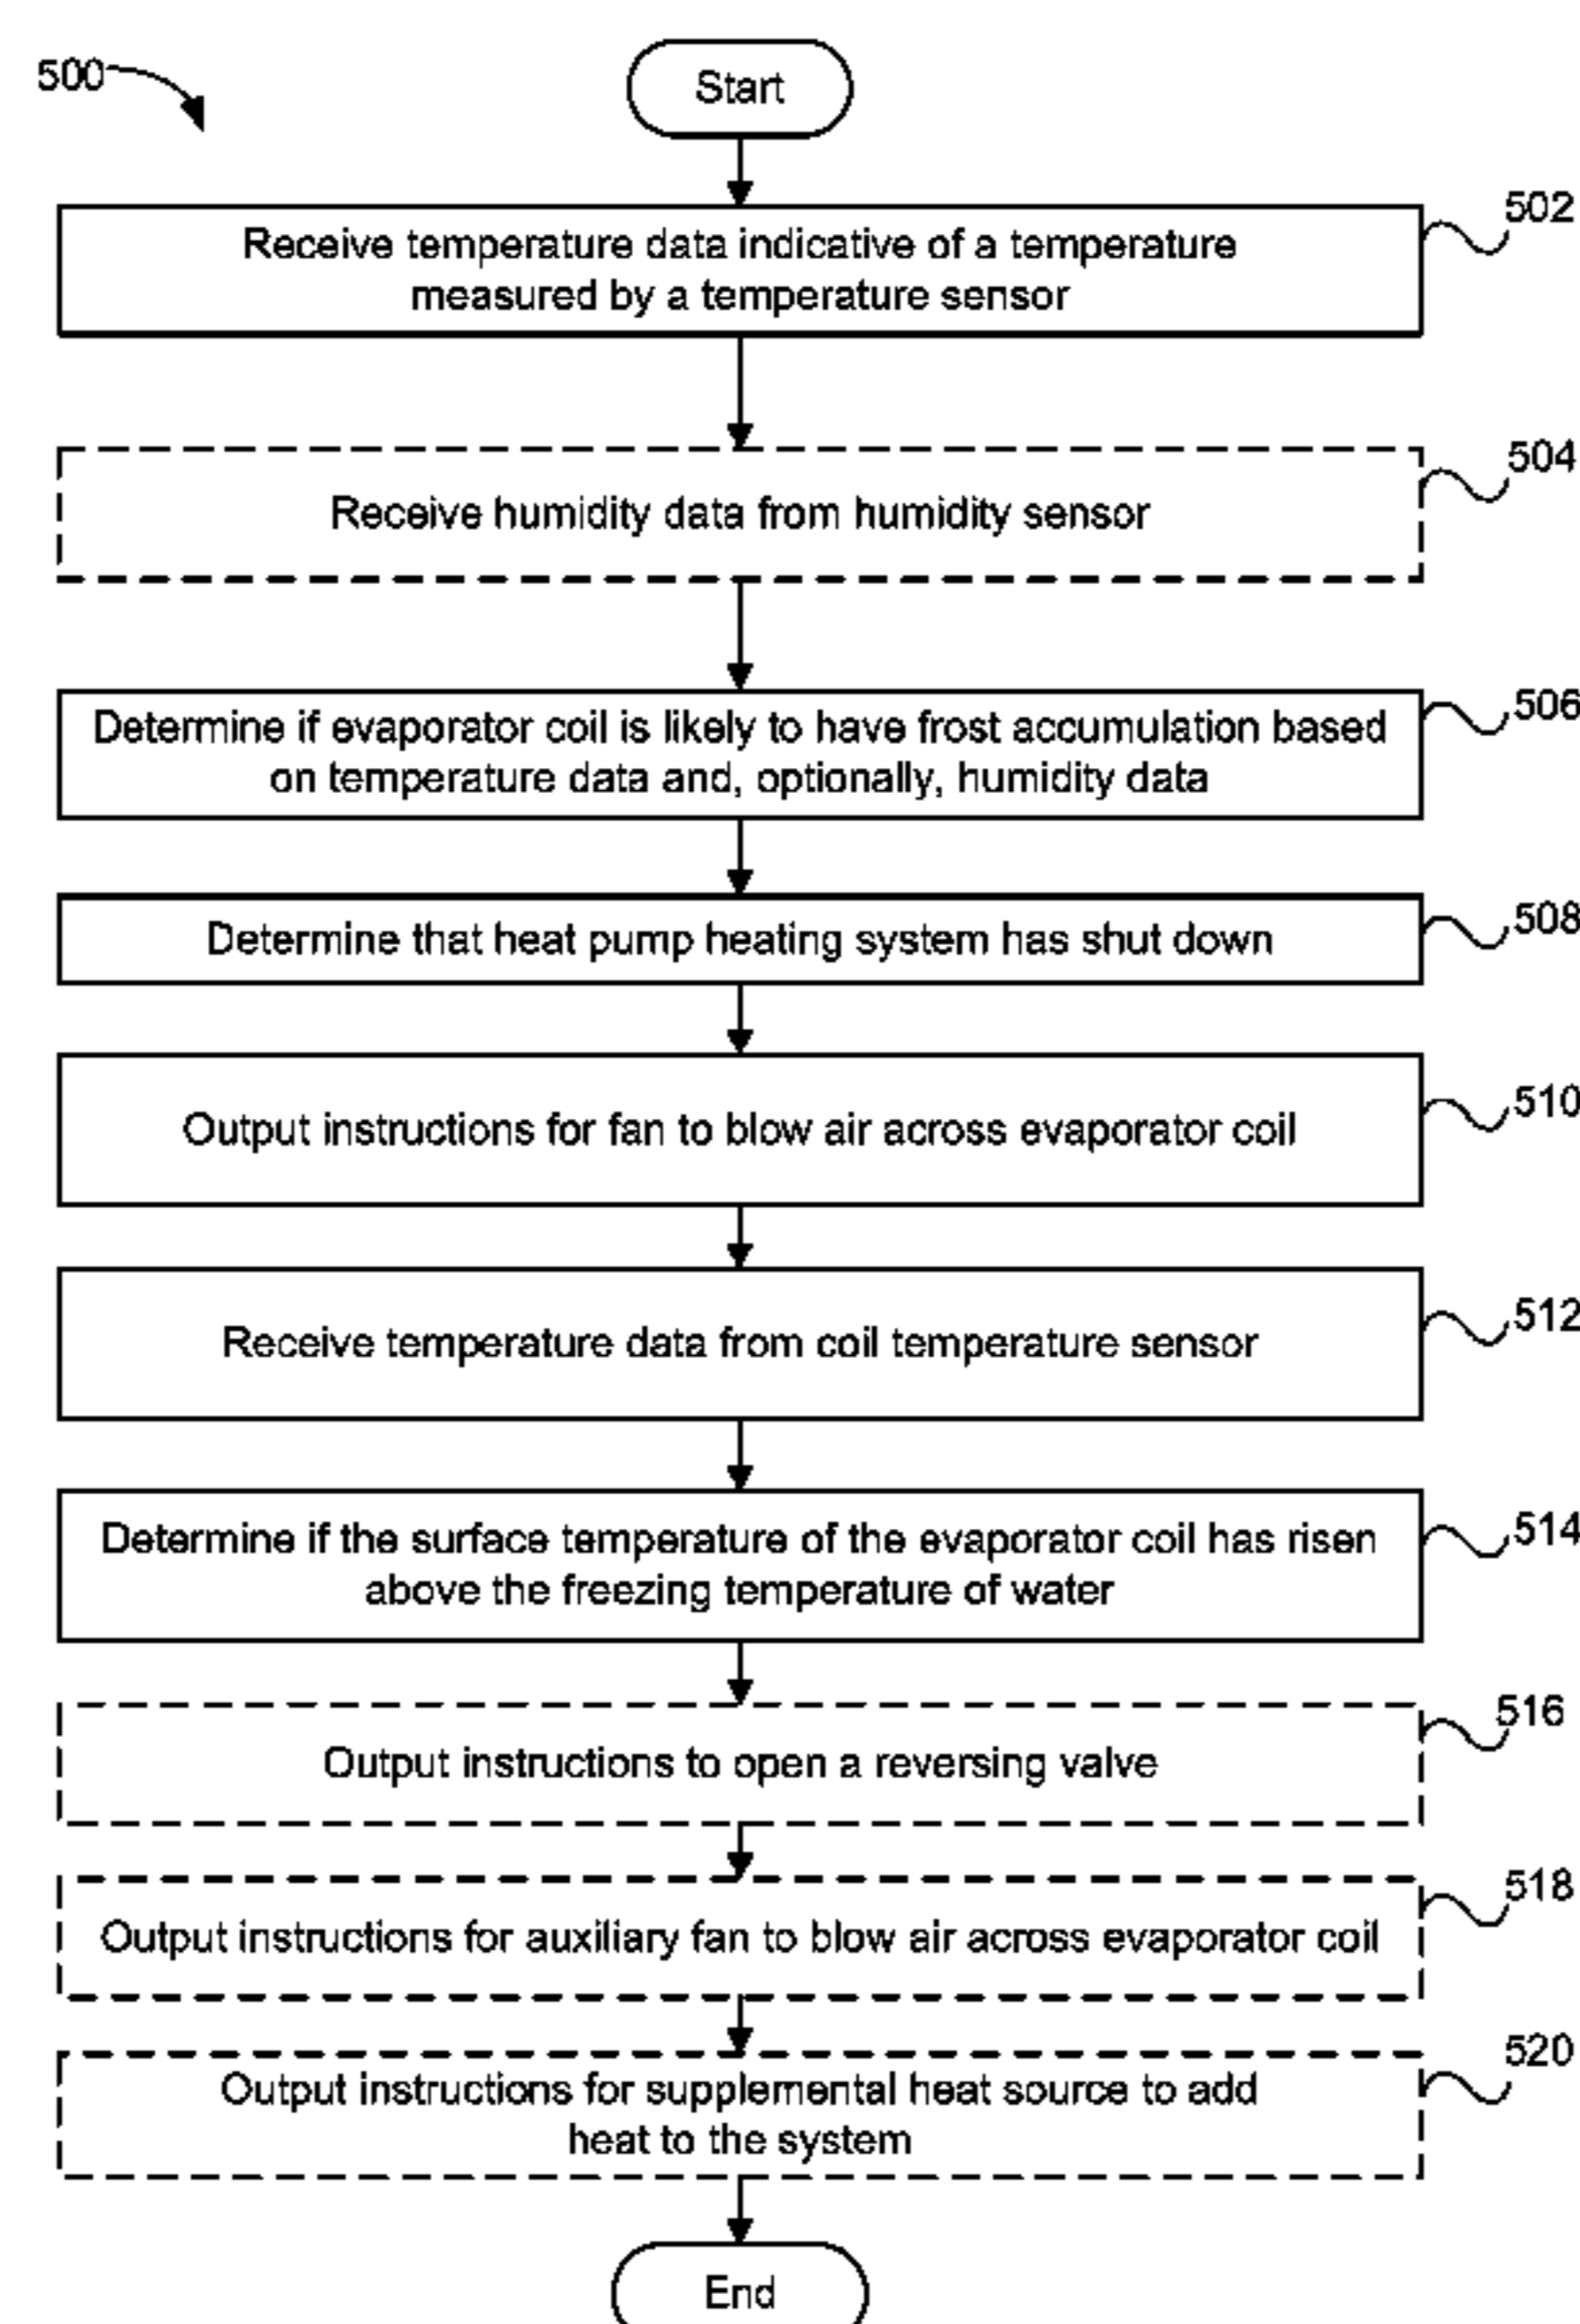 500
Start
502
Receive temperature data indicative of a temperature
measured by a temperature sensor
504
Receive humidity data from humidity sensor
506
Determine if evaporator coil is likely to have frost accumulation based
on temperature data and, optionally, humidity data
508
Determine that heat pump heating system has shut down
510
Output instructions for fan to blow air across evaporator coil
512
Receive temperature data from coil temperature sensor
514
Determine if the surface temperature of the evaporator coil has risen
above the freezing temperature of water
516
Output instructions to open a reversing valve
518
Output instructions for auxiliary fan to blow air across evaporator coil
520
Output instructions for supplemental heat source to add
heat to the system
End